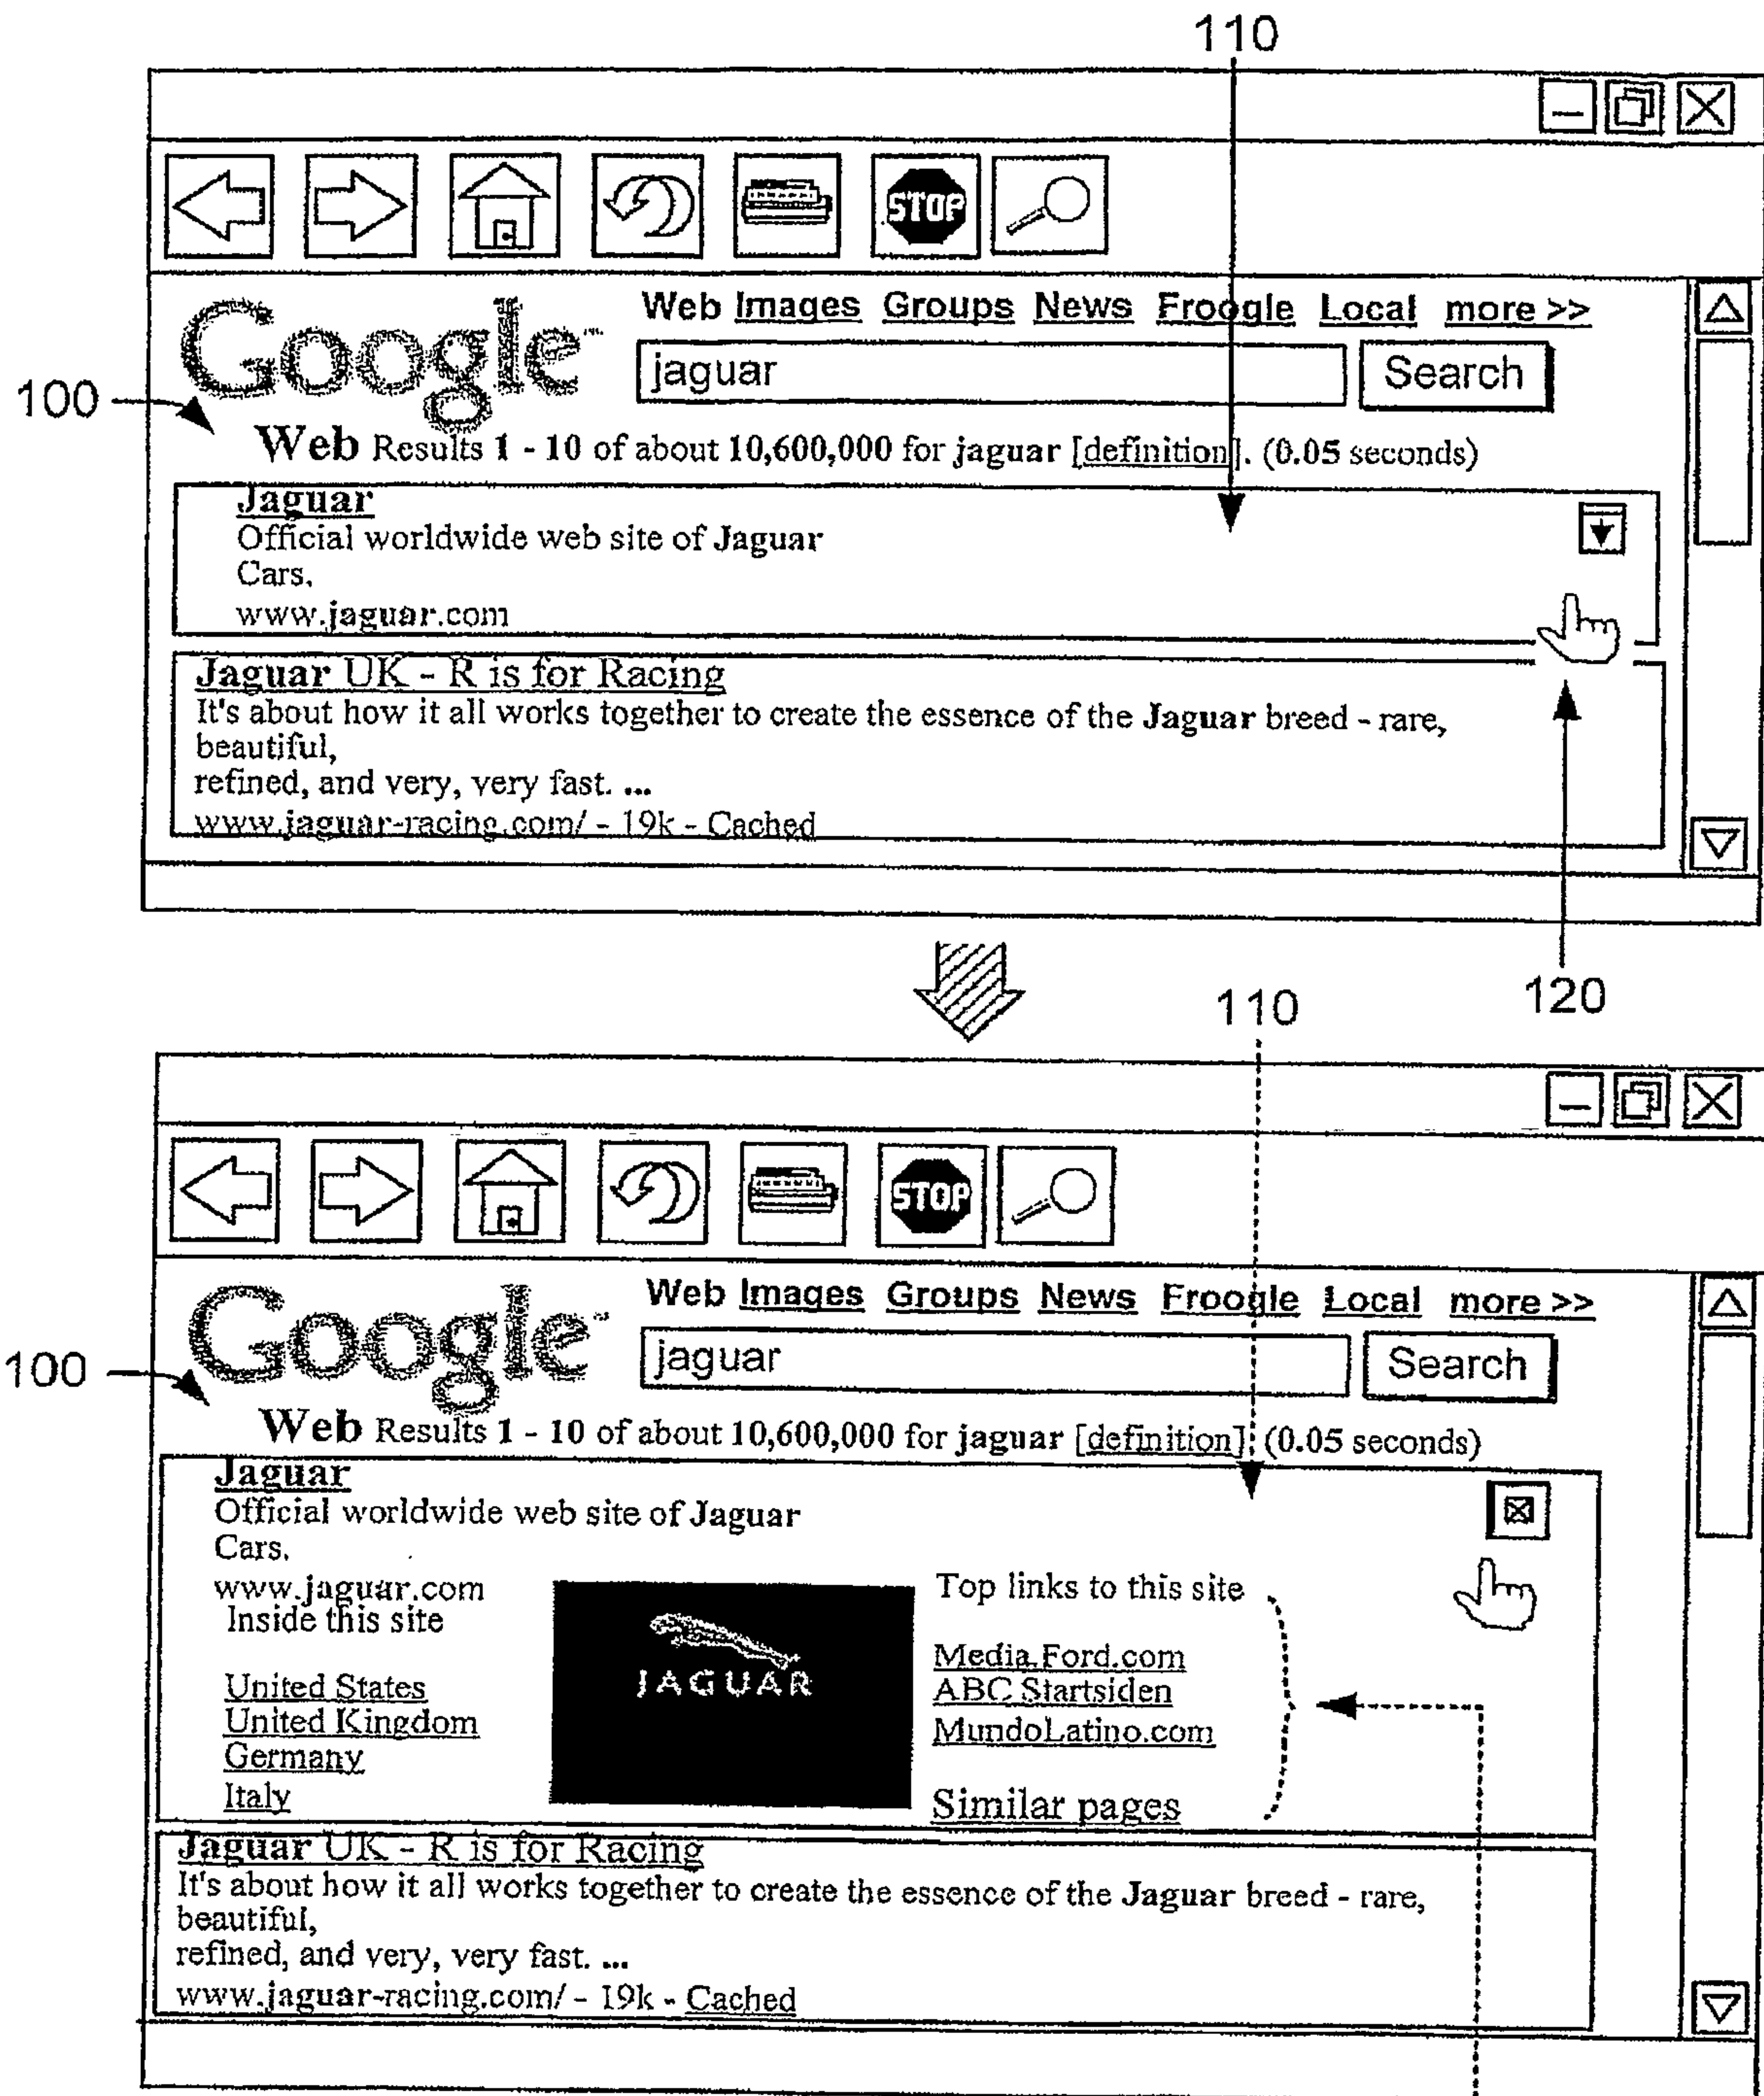 110
STOP
Google
Web Images Groups News Froogle Local more >>
jaguar Search
100
Web Results 1 - 10 of about 10,600,000 for jaguar [definition]. (0.05 seconds)
Jaguar
Official worldwide web site of Jaguar
Cars.
www.jaguar.com
Jaguar UK - R is for Racing
It's about how it all works together to create the essence of the Jaguar breed - rare,
beautiful,
refined, and very, very fast. ...
www.jaguar-racing.com/ - 19k - Cached
120
110
STOP
Google
Web Images Groups News Froogle Local more >>
jaguar Search
100
Web Results 1 - 10 of about 10,600,000 for jaguar [definition] (0.05 seconds)
Jaguar
Official worldwide web site of Jaguar
Cars.
www.jaguar.com
Inside this site
United States
United Kingdom
Germany
Italy
JAGUAR
Top links to this site
Media.Ford.com
ABC Startsiden
MundoLatino.com
Similar pages
Jaguar UK - R is for Racing
It's about how it all works together to create the essence of the Jaguar breed - rare,
beautiful,
refined, and very, very fast. ...
www.jaguar-racing.com/ - 19k - Cached